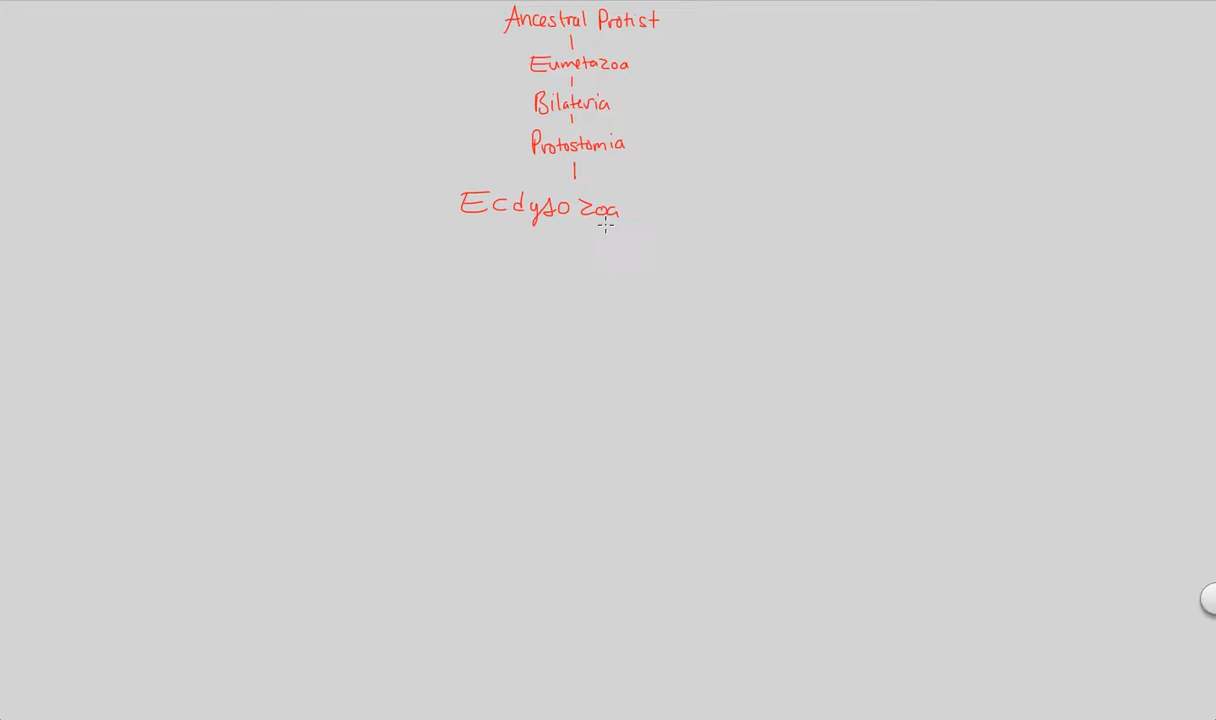 Ancestral Protist
Eumetazoa
Bilateria
Protostomia
Ecdysozoa